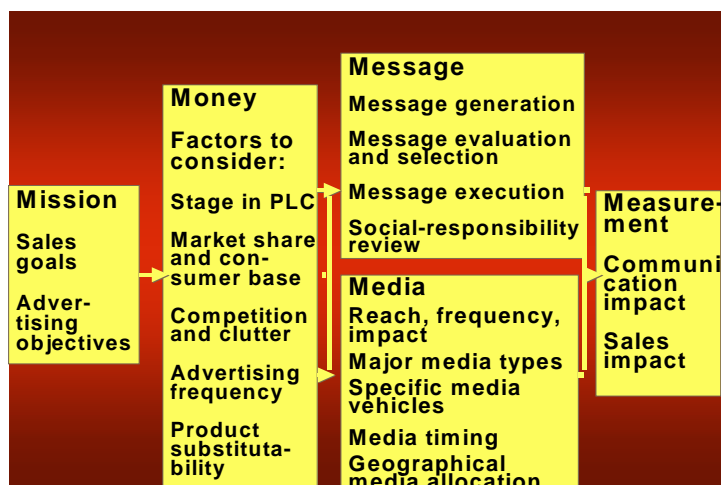 Mission
Sales
goals
Adver-
tising
objectives
Money
Factors to
consider:
Stage in PLC
Market share
and con-
sumer base
Competition
and clutter
Advertising
frequency
Product
substituta-
bility
Message
Message generation
Message evaluation
and selection
Message execution
Social-responsibility
review
Media
Reach, frequency,
impact
Major media types
Specific media
vehicles
Media timing
Geographical
media allocation
Measure-
ment
Communi
cation
impact
Sales
impact